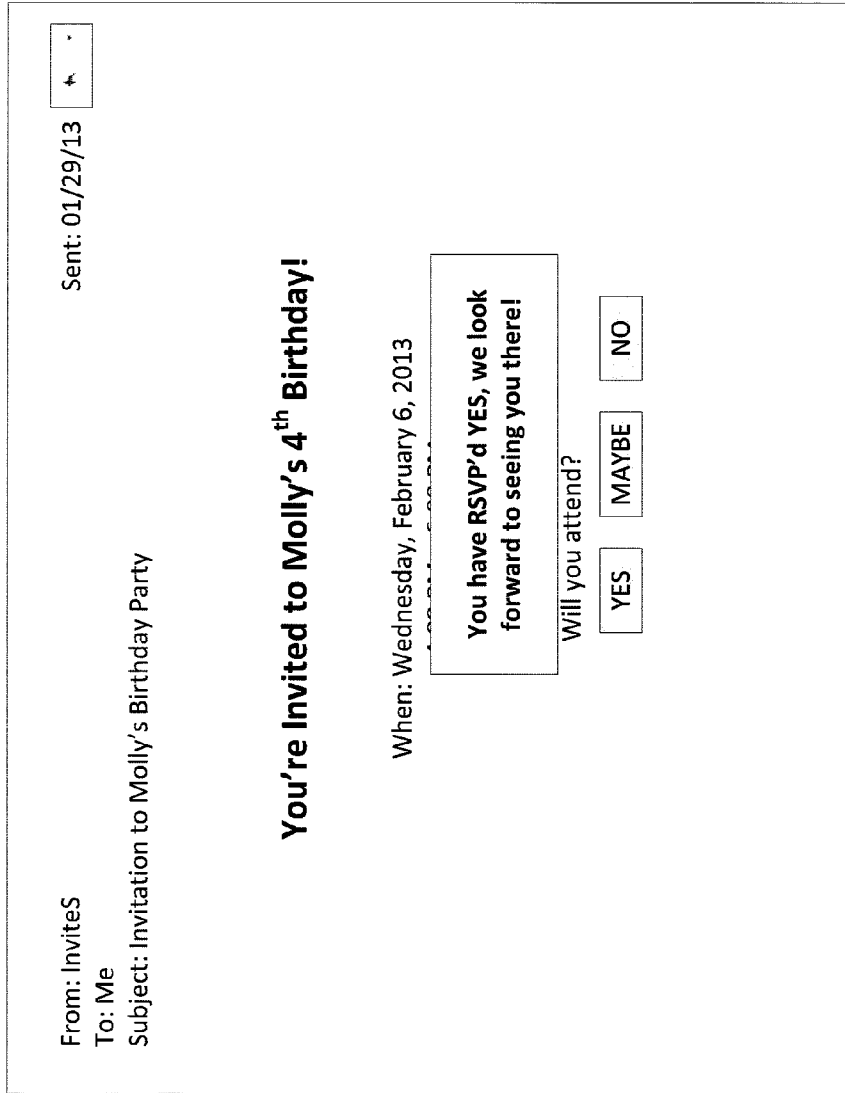 From: InviteS
Sent: 01/29/13
To: Me
Subject: Invitation to Molly's Birthday Party
You're Invited to Molly's 4th Birthday!
When: Wednesday, February 6, 2013
You have RSVP'd YES, we look
forward to seeing you there!
Will you attend?
YES
MAYBE
NO